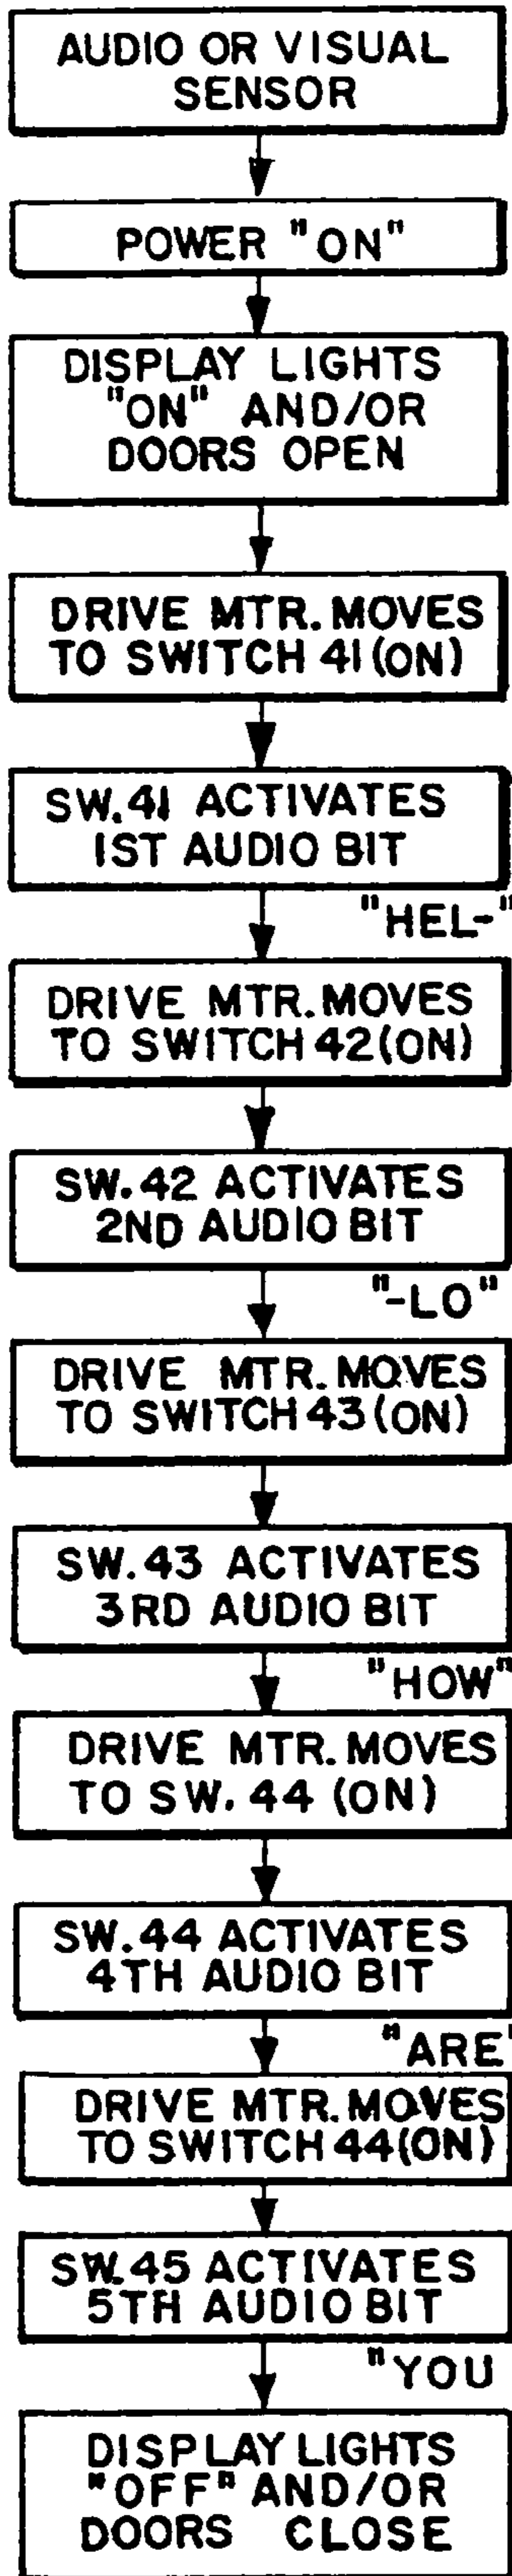 AUDIO OR VISUAL
SENSOR
POWER "ON"
DISPLAY LIGHTS
"ON" AND/OR
DOORS OPEN
DRIVE MTR. MOVES
TO SWITCH 41 (ON)
SW. 41 ACTIVATES
1ST AUDIO BIT
"HEL-"
DRIVE MTR. MOVES
TO SWITCH 42 (ON)
SW. 42 ACTIVATES
2ND AUDIO BIT
"-LO"
DRIVE MTR. MOVES
TO SWITCH 43 (ON)
SW. 43 ACTIVATES
3RD AUDIO BIT
"HOW"
DRIVE MTR. MOVES
TO SW. 44 (ON)
SW. 44 ACTIVATES
4TH AUDIO BIT
"ARE"
DRIVE MTR. MOVES
TO SWITCH 44 (ON)
SW. 45 ACTIVATES
5TH AUDIO BIT
"YOU
DISPLAY LIGHTS
"OFF" AND/OR
DOORS CLOSE